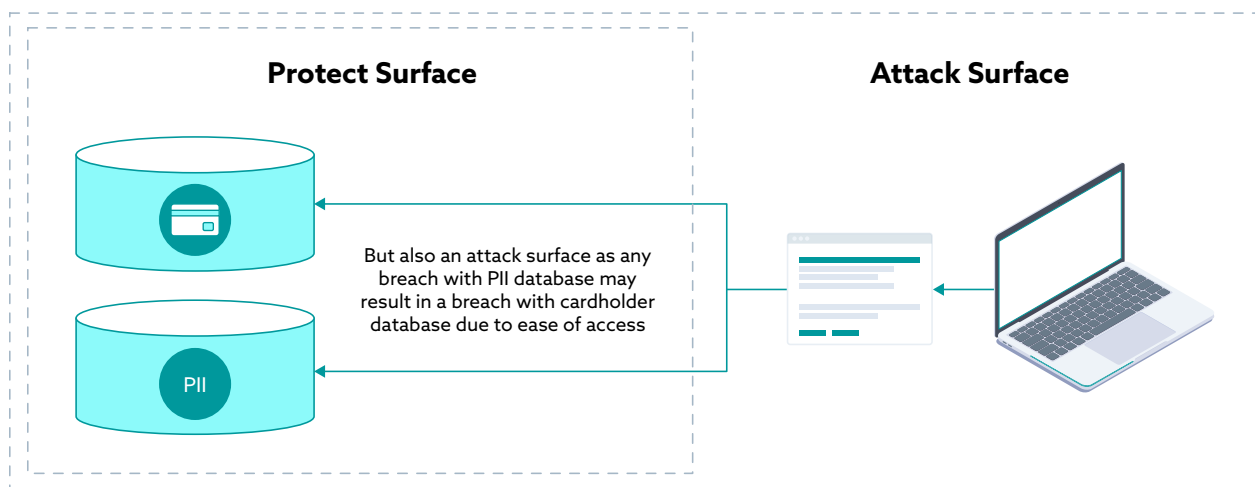 Protect Surface
Attack Surface
But also an attack surface as any
breach with PII database may
result in a breach with cardholder
database due to ease of access
PII